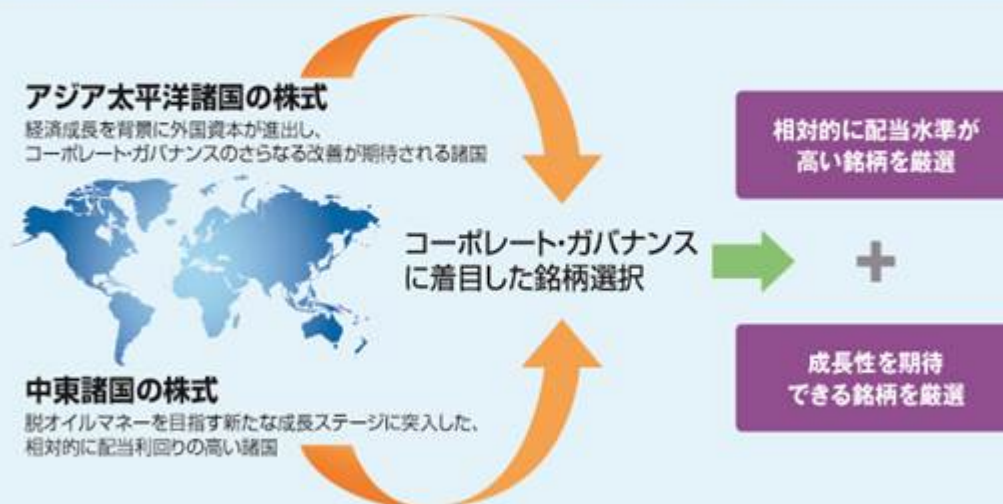 アジア太平洋諸国の株式
経済成長を背景に外国資本が進出し、
コーポレート・ガバナンスのさらなる改善が期待される諸国
コーポレート・ガバナンス
に着目した銘柄選択
中東諸国の株式
脱オイルマネーを目指す新たな成長ステージに突入した、
相対的に配当利回りの高い諸国
相対的に配当水準が
高い銘柄を厳選
+
成長性を期待
できる銘柄を厳選